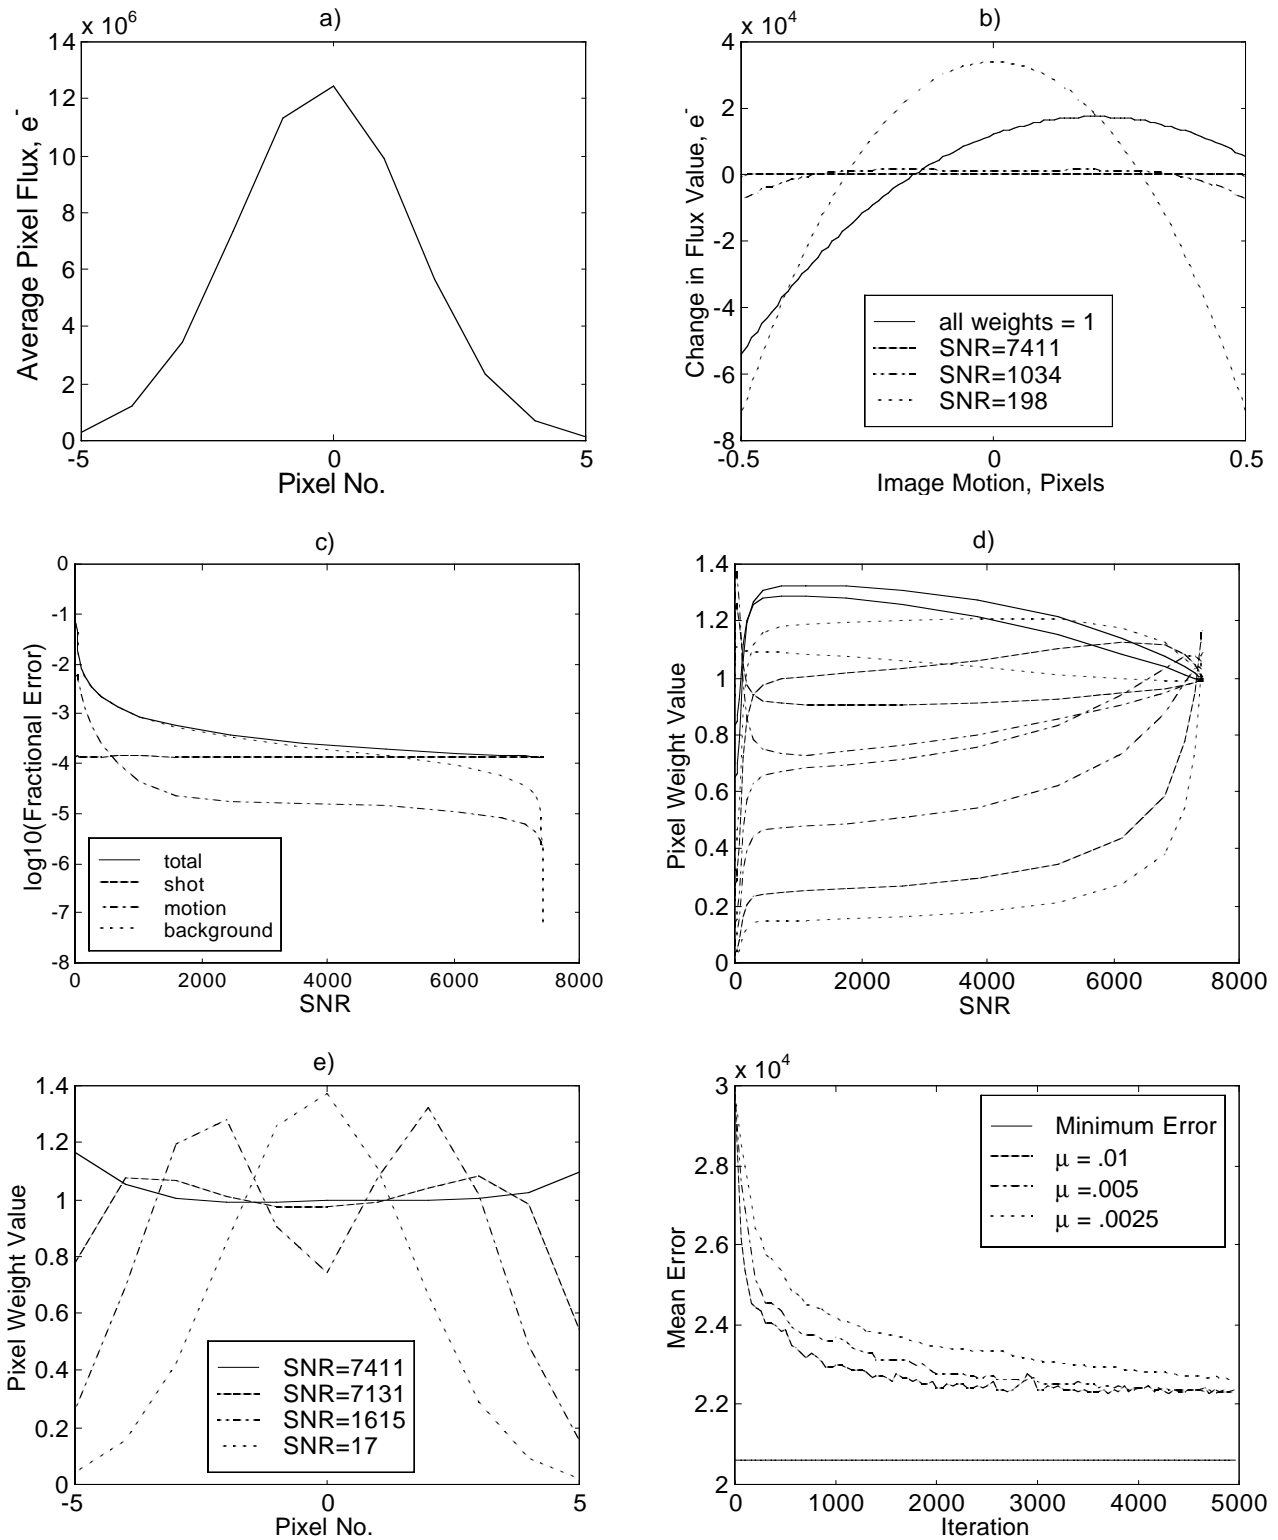 a)
x 10^6
14
12
10
8
6
4
2
0
-5
0
5
Average Pixel Flux, e^-
Pixel No.
b)
x 10^4
4
2
0
-2
-4
-6
-8
-0.5
0
0.5
Change in Flux Value, e^-
Image Motion, Pixels
all weights = 1
SNR=7411
SNR=1034
SNR=198
c)
0
-1
-2
-3
-4
-5
-6
-7
-8
0
2000
4000
6000
8000
log10(Fractional Error)
SNR
total
shot
motion
background
d)
1.4
1.2
1
0.8
0.6
0.4
0.2
0
0
2000
4000
6000
8000
Pixel Weight Value
SNR
e)
1.4
1.2
1
0.8
0.6
0.4
0.2
0
-5
0
5
Pixel Weight Value
Pixel No.
SNR=7411
SNR=7131
SNR=1615
SNR=17
x 10^4
3
2.8
2.6
2.4
2.2
2
0
1000
2000
3000
4000
5000
Mean Error
Iteration
Minimum Error
μ = .01
μ =.005
μ = .0025